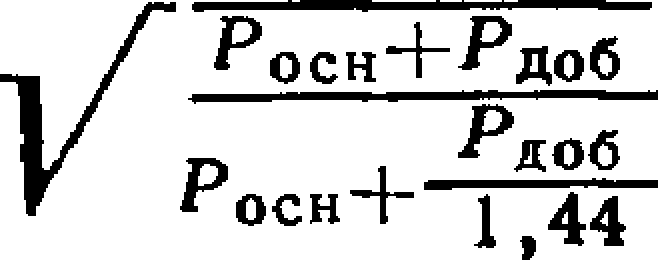 √
P осн + P доб
P доб
P осн +
1,44